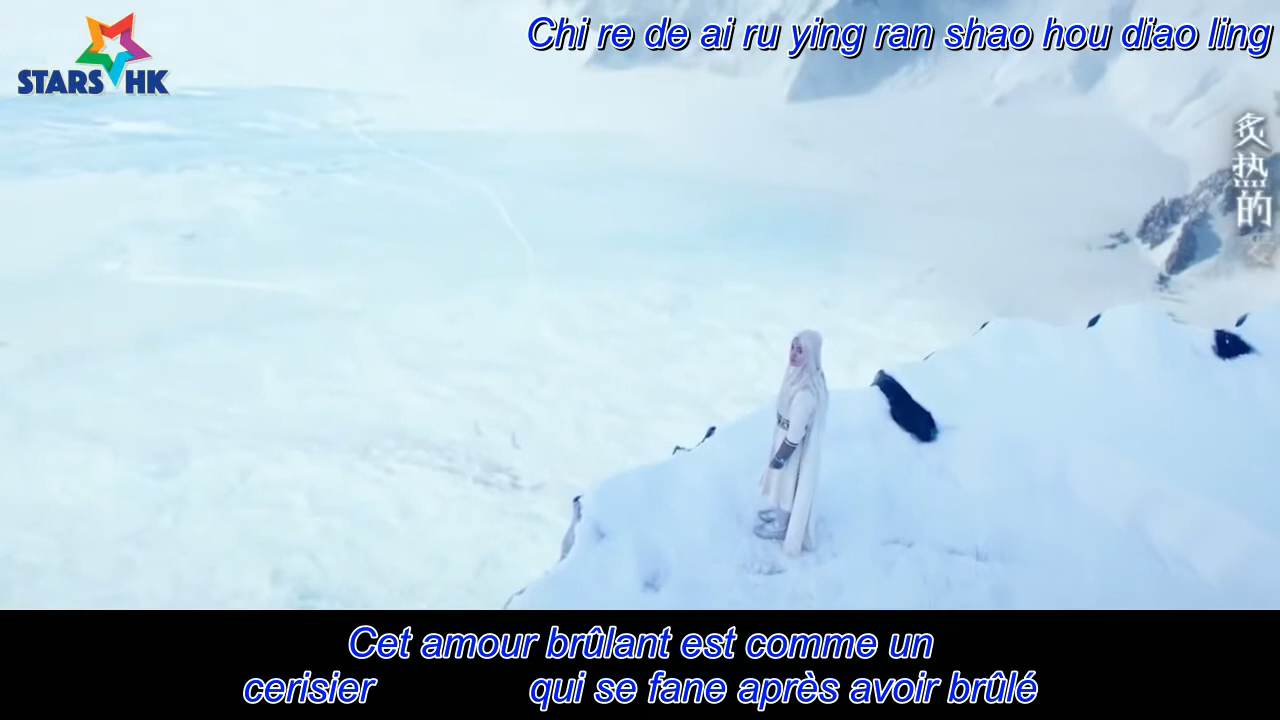 STARS HK
Chi re de ai ru ying ran shao hou diao ling
炙热的
Cet amour brûlant est comme un
cerisier qui se fane après avoir brûlé